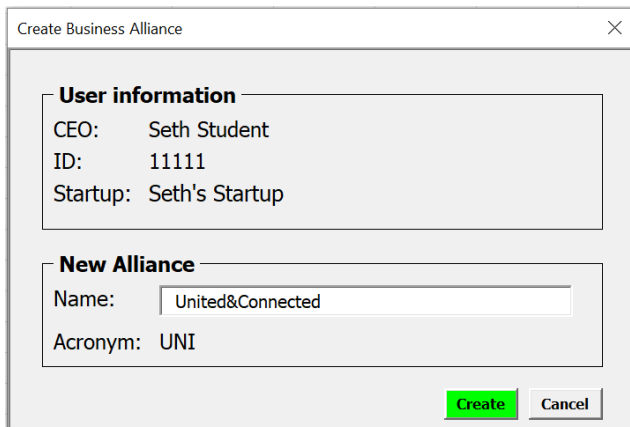 Create Business Alliance
User information
CEO: Seth Student
ID: 11111
Startup: Seth's Startup
New Alliance
Name: United&Connected
Acronym: UNI
Create Cancel